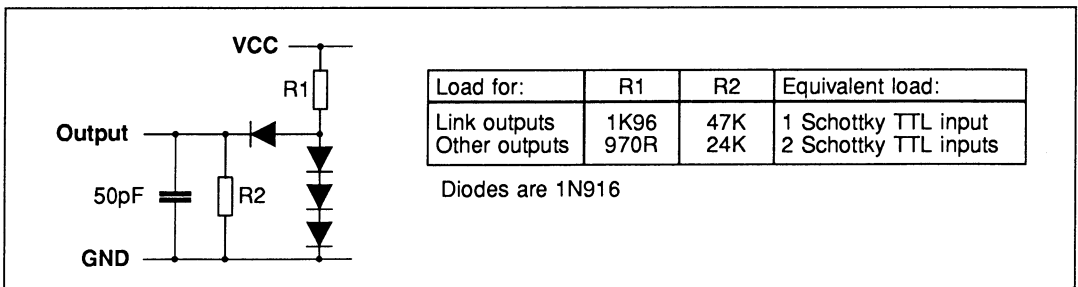 VCC
R1
Output
50pF
R2
GND
Load for: R1 R2 Equivalent load:
Link outputs 1K96 47K 1 Schottky TTL input
Other outputs 970R 24K 2 Schottky TTL inputs
Diodes are 1N916